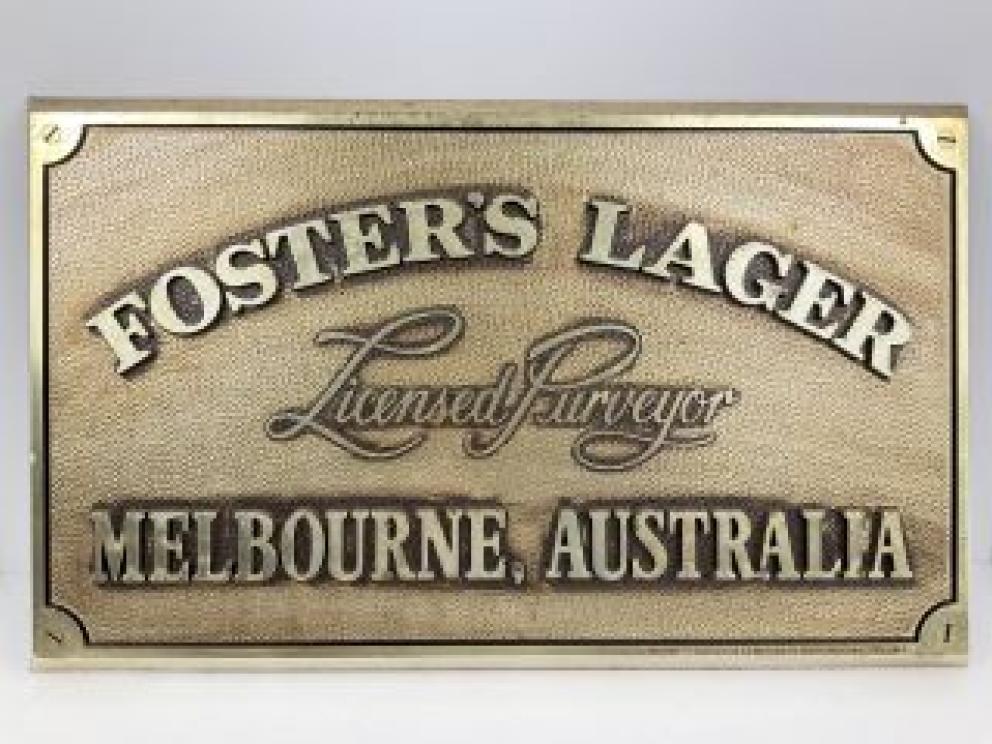 FOSTER'S LAGER
Licensed Purveyor
MELBOURNE, AUSTRALIA